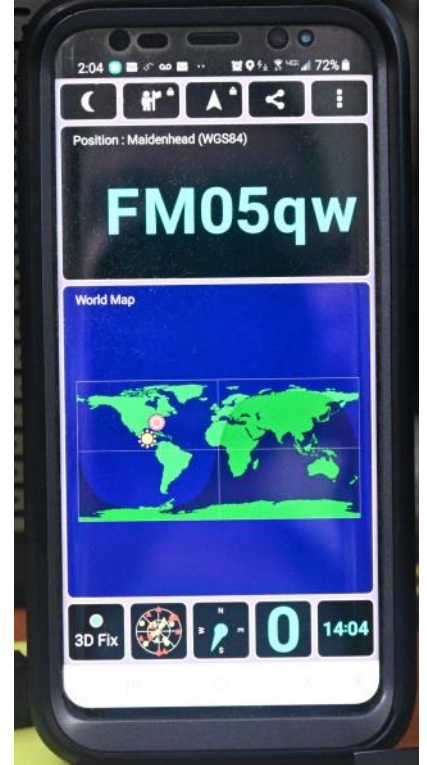 2:04 72%
Position : Maidenhead (WGS84)
FM05qw
World Map
N
W E
3D Fix
0
14:04